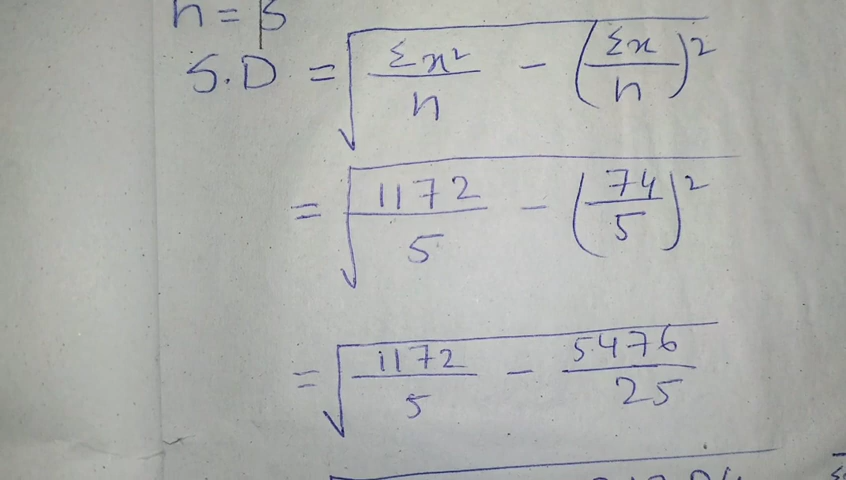 n = 5
S.D = √(Σx²/n - (Σx/n)²)
= √(1172/5 - (74/5)²)
= √(1172/5 - 5476/25)